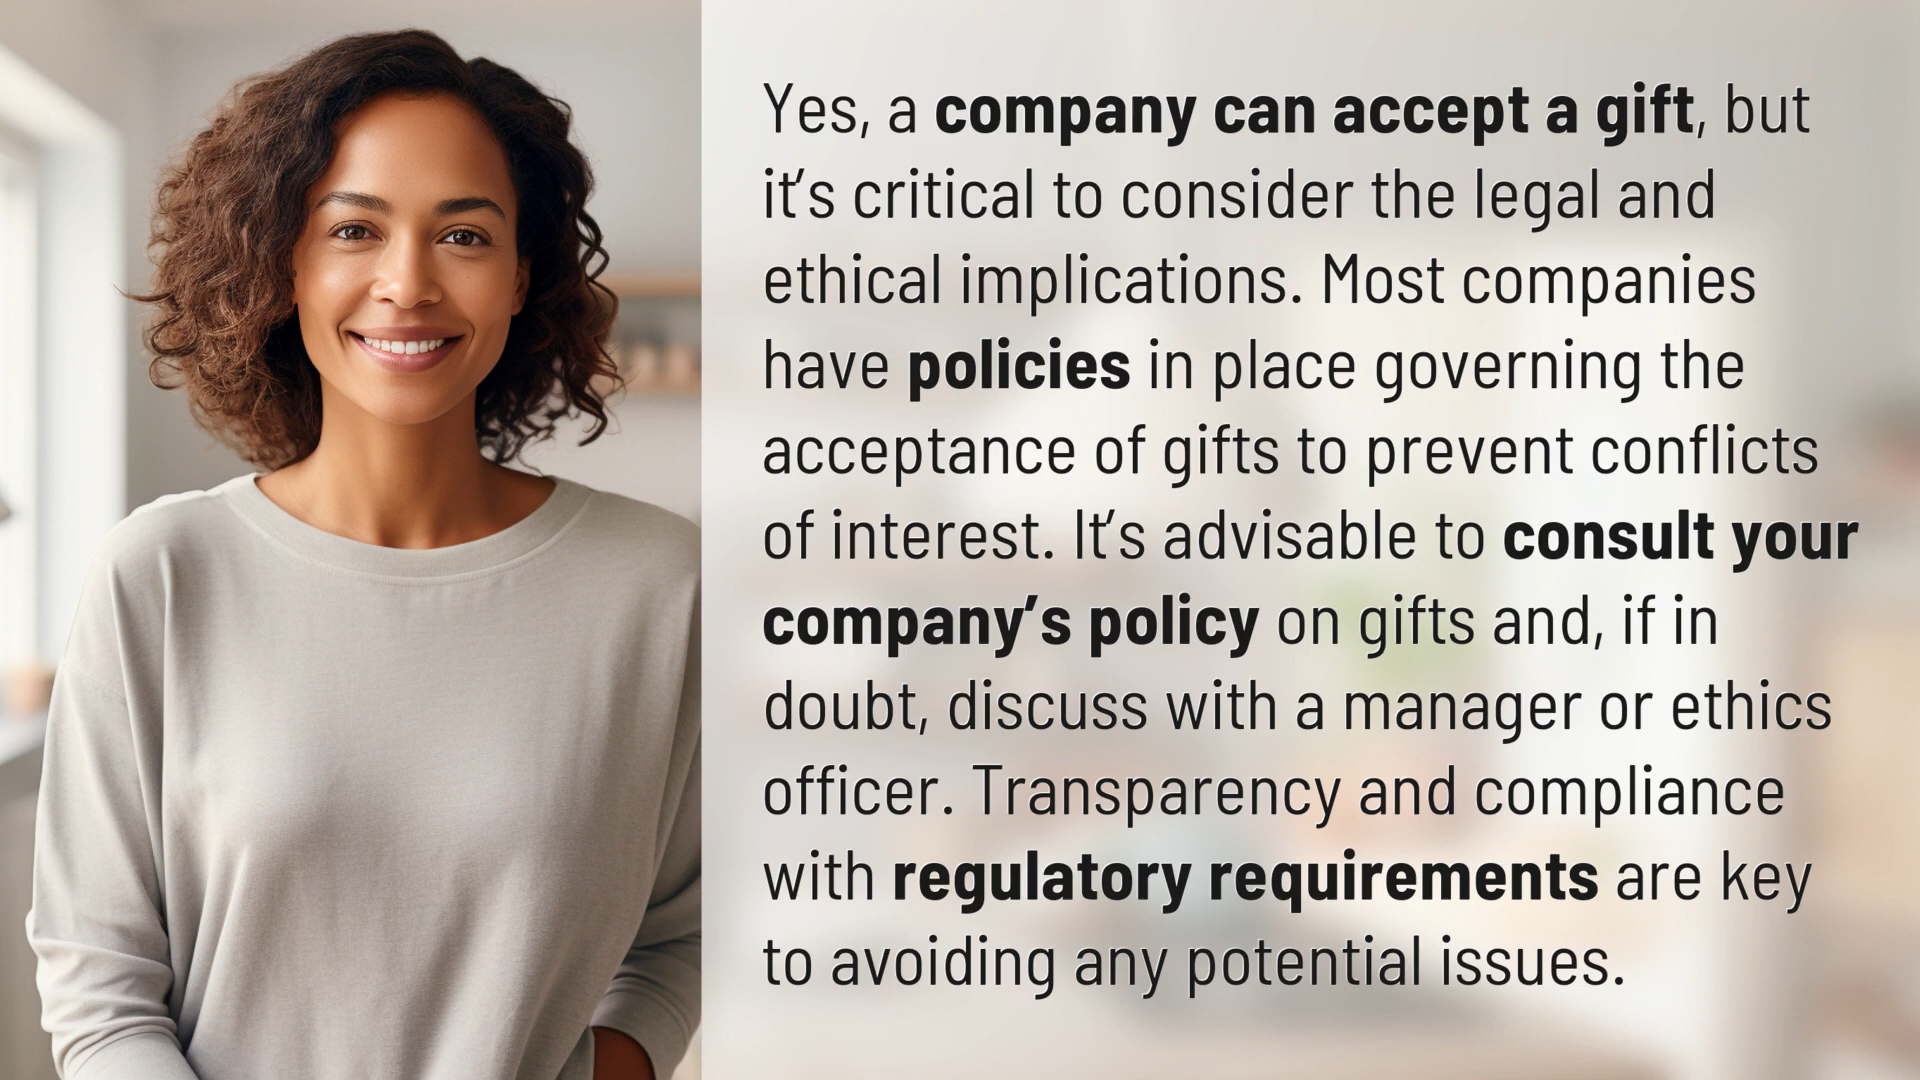 Yes, a company can accept a gift, but
it's critical to consider the legal and
ethical implications. Most companies
have policies in place governing the
acceptance of gifts to prevent conflicts
of interest. It's advisable to consult your
company's policy on gifts and, if in
doubt, discuss with a manager or ethics
officer. Transparency and compliance
with regulatory requirements are key
to avoiding any potential issues.